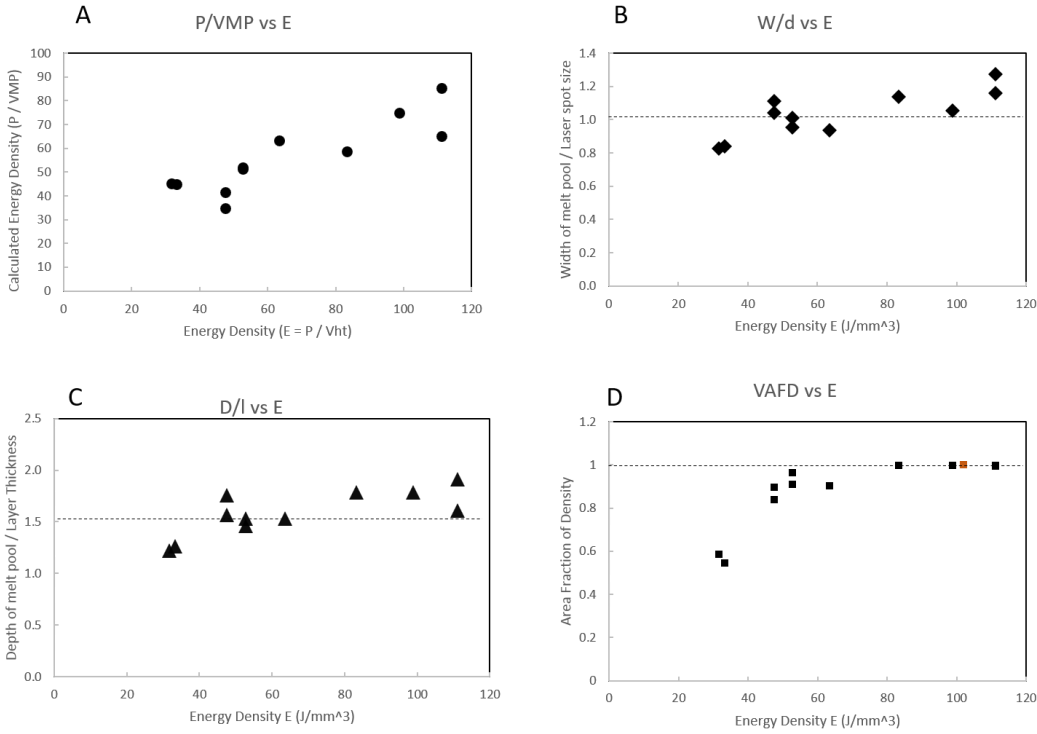 A
P/VMP vs E
100
90
80
70
60
50
40
30
20
10
0
Calculated Energy Density (P / VMP)
0 20 40 60 80 100 120
Energy Density (E = P / Vht)
B
W/d vs E
1.4
1.2
1.0
0.8
0.6
0.4
0.2
0.0
Width of melt pool / Laser spot size
0 20 40 60 80 100 120
Energy Density E (J/mm^3)
C
D/l vs E
2.5
2.0
1.5
1.0
0.5
0.0
Depth of melt pool / Layer Thickness
0 20 40 60 80 100 120
Energy Density E (J/mm^3)
D
VAFD vs E
1.2
1
0.8
0.6
0.4
0.2
0
Area Fraction of Density
0 20 40 60 80 100 120
Energy Density E (J/mm^3)